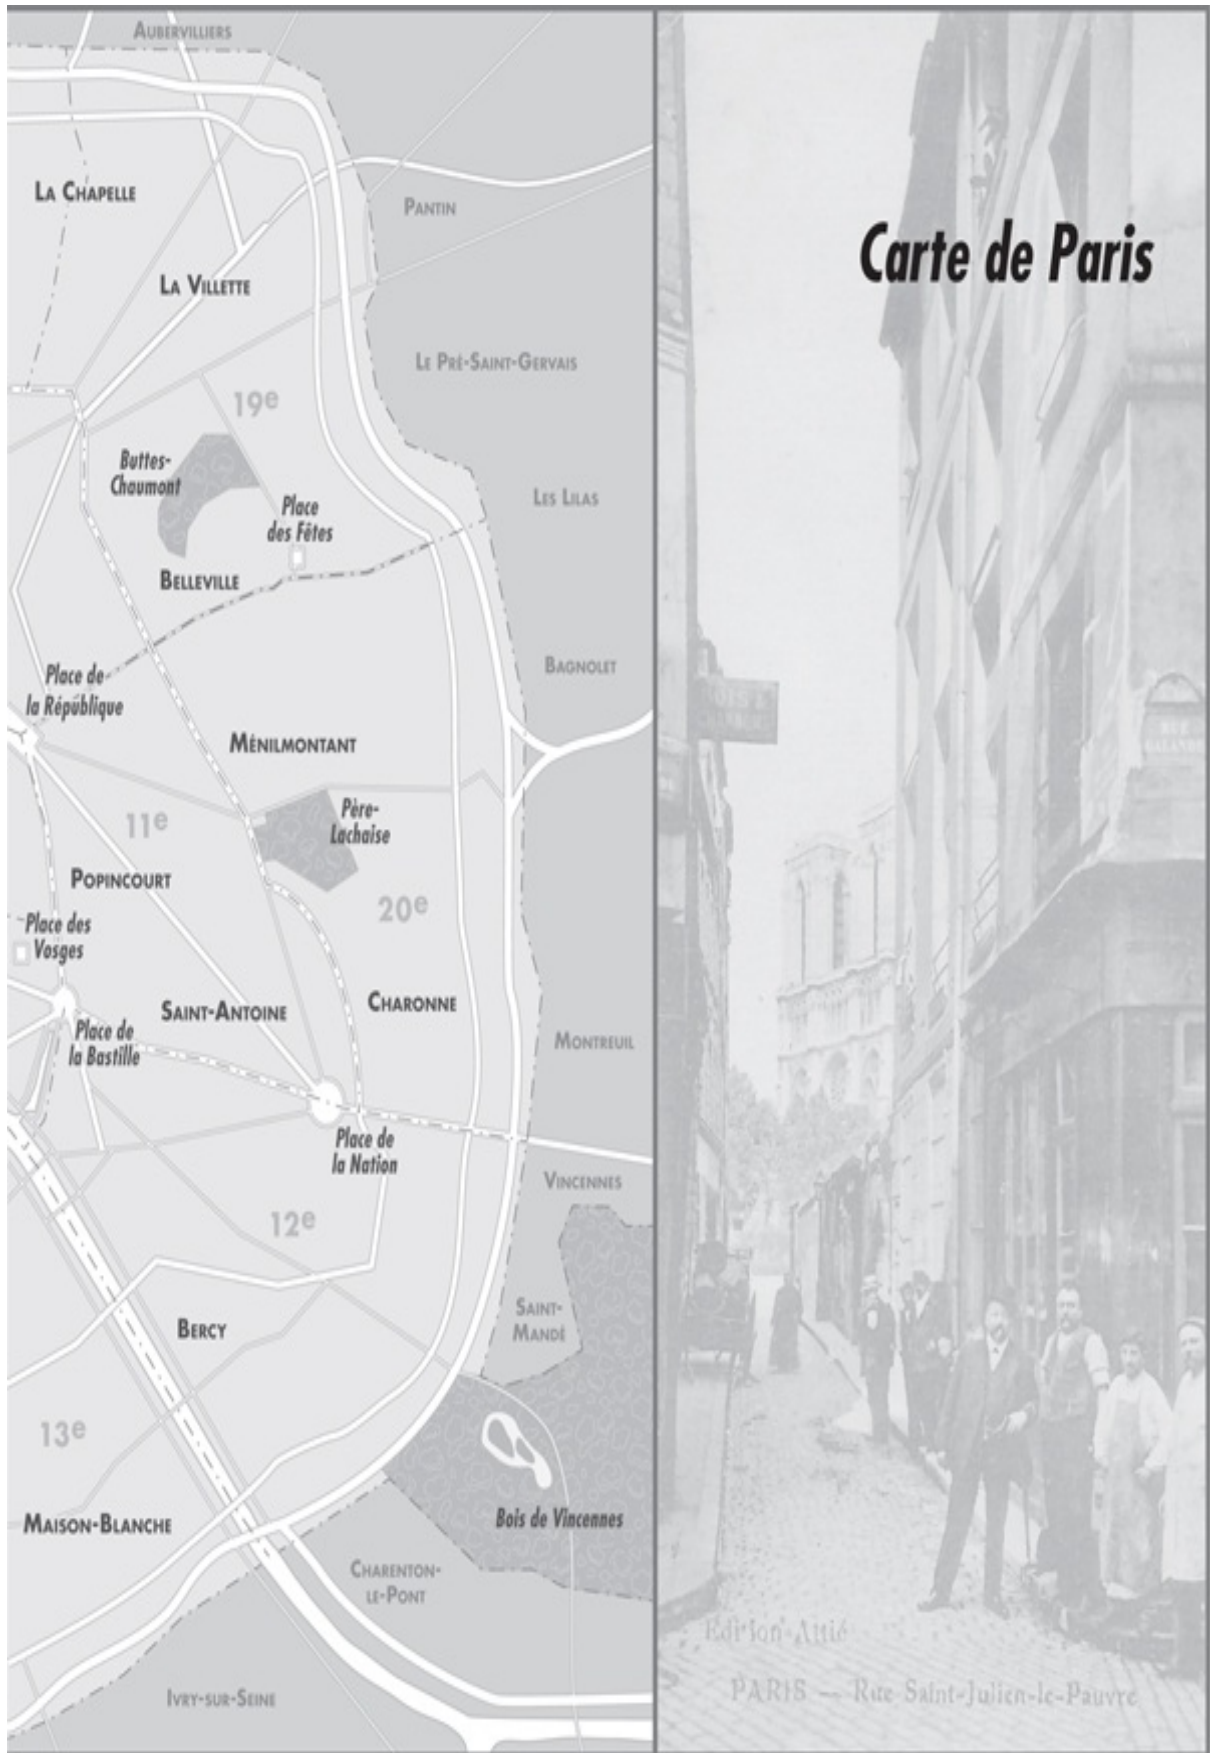 AUBERVILLIERS
LA CHAPELLE
PANTIN
LA VILLETTE
LE PRÉ-SAINT-GERVAIS
19e
Buttes-
Chaumont
LES LILAS
Place
des Fêtes
BELLEVILLE
BAGNOLET
Place de
la République
MÉNILMONTANT
Père-
Lachaise
11e
POPINCOURT
20e
Place des
Vosges
SAINT-ANTOINE
CHARONNE
Place de
la Bastille
MONTREUIL
Place de
la Nation
VINCENNES
12e
SAINT-
MANDÉ
BERCY
13e
MAISON-BLANCHE
Bois de Vincennes
CHARENTON-
LE-PONT
IVRY-SUR-SEINE
Carte de Paris
RUE
GALANDE
Edition Attié
PARIS — Rue Saint-Julien-le-Pauvre